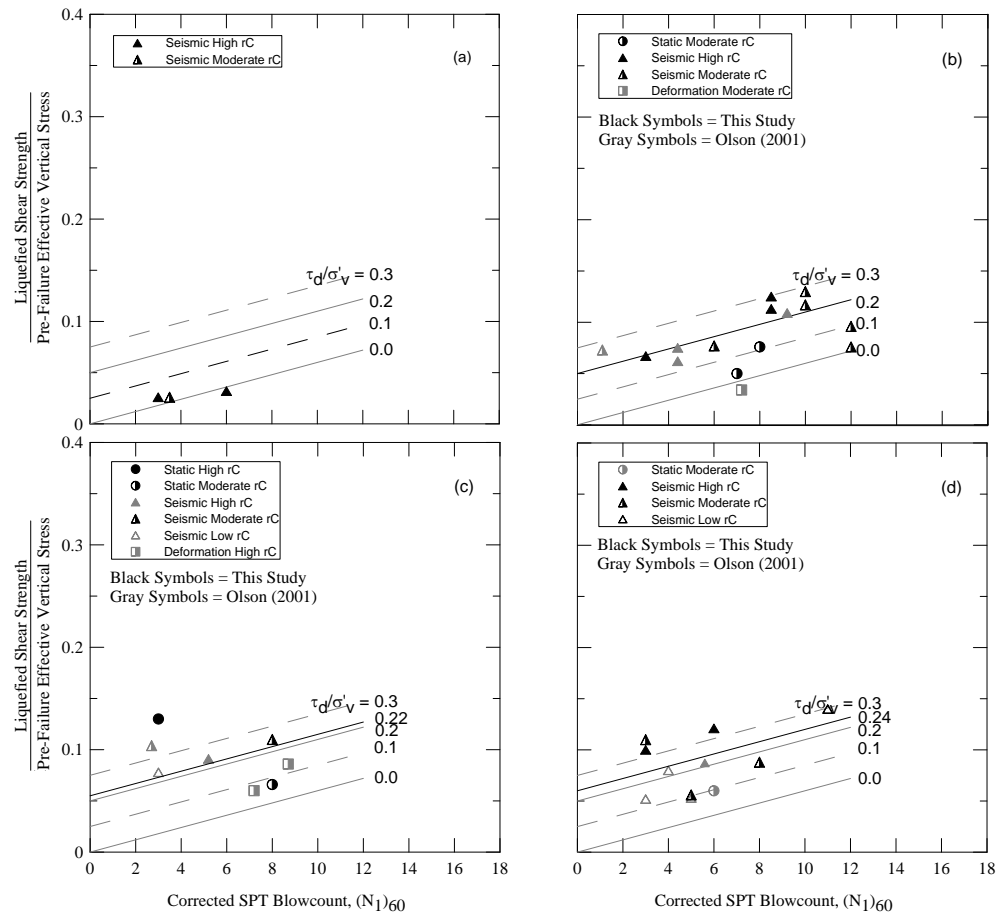 0.4
0.3
0.2
0.1
0
Liquefied Shear Strength
Pre-Failure Effective Vertical Stress
Seismic High rC
Seismic Moderate rC
(a)
τd/σ'v = 0.3
0.2
0.1
0.0
Static Moderate rC
Seismic High rC
Seismic Moderate rC
Deformation Moderate rC
(b)
Black Symbols = This Study
Gray Symbols = Olson (2001)
τd/σ'v = 0.3
0.2
0.1
0.0
0.4
0.3
0.2
0.1
0
Liquefied Shear Strength
Pre-Failure Effective Vertical Stress
Static High rC
Static Moderate rC
Seismic High rC
Seismic Moderate rC
Seismic Low rC
Deformation High rC
(c)
Black Symbols = This Study
Gray Symbols = Olson (2001)
τd/σ'v = 0.3
0.22
0.2
0.1
0.0
0 2 4 6 8 10 12 14 16 18
Corrected SPT Blowcount, (N1)60
Static Moderate rC
Seismic High rC
Seismic Moderate rC
Seismic Low rC
(d)
Black Symbols = This Study
Gray Symbols = Olson (2001)
τd/σ'v = 0.3
0.24
0.2
0.1
0.0
0 2 4 6 8 10 12 14 16 18
Corrected SPT Blowcount, (N1)60